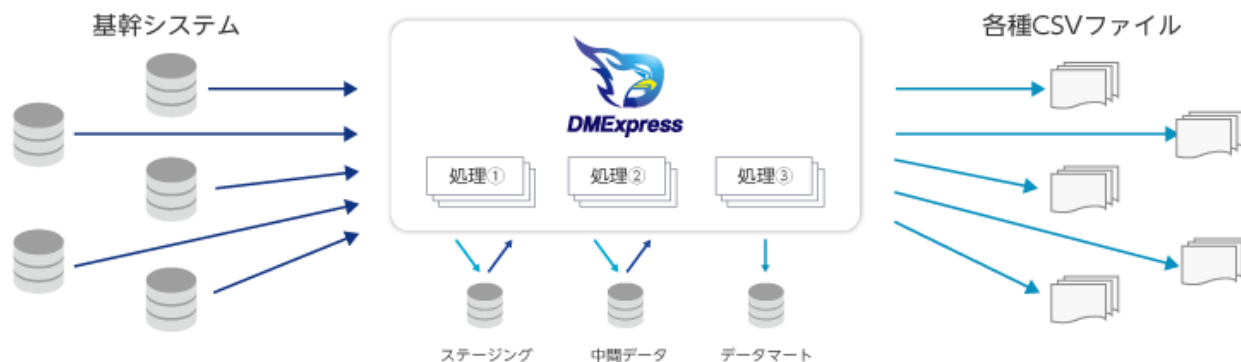 基幹システム
各種CSVファイル
DMExpress
処理①
処理②
処理③
ステージング
中間データ
データマート